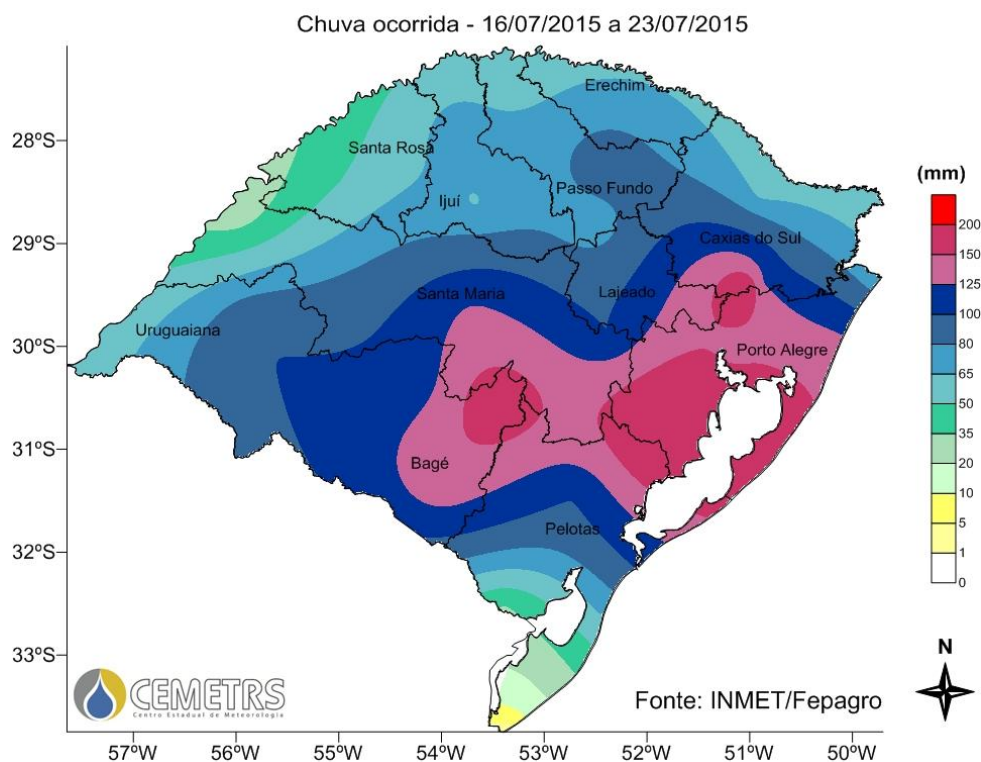 Chuva ocorrida - 16/07/2015 a 23/07/2015
Erechim
28ºS
Santa Rosa
Passo Fundo
Ijuí
(mm)
200
150
125
100
80
65
50
35
20
10
5
1
0
29ºS
Caxias do Sul
Santa Maria
Lajeado
Uruguaiana
30ºS
Porto Alegre
31ºS
Bagé
Pelotas
32ºS
33ºS
CEMETRS
Centro Estadual de Meteorologia
Fonte: INMET/Fepagro
N
57ºW 56ºW 55ºW 54ºW 53ºW 52ºW 51ºW 50ºW